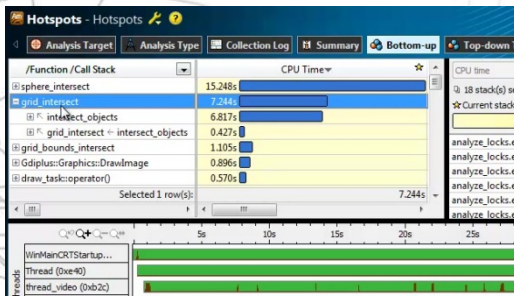 Hotspots - Hotspots
Analysis Target Analysis Type Collection Log Summary Bottom-up Top-down T
/Function /Call Stack CPU Time CPU time
sphere_intersect 15.248s 18 stack(s) se
grid_intersect 7.244s Current stack
intersect_objects 6.817s
grid_intersect ← intersect_objects 0.427s
grid_bounds_intersect 1.105s analyze_locks.e
Gdiplus::Graphics::DrawImage 0.896s analyze_locks.e
draw_task::operator() 0.570s analyze_locks.e
Selected 1 row(s): 7.244s analyze_locks.e
analyze_locks.e
analyze_locks.e
5s 10s 15s 20s 25s
WinMainCRTStartup...
Thread (0xe40)
thread_video (0xb2c)
hreads